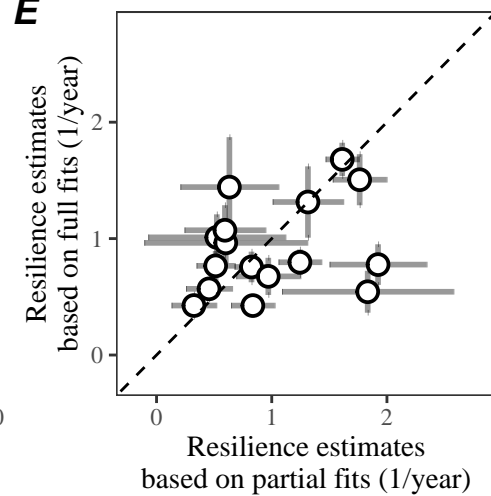 E
Resilience estimates
based on full fits (1/year)
2
1
0
0
0 1 2
Resilience estimates
based on partial fits (1/year)